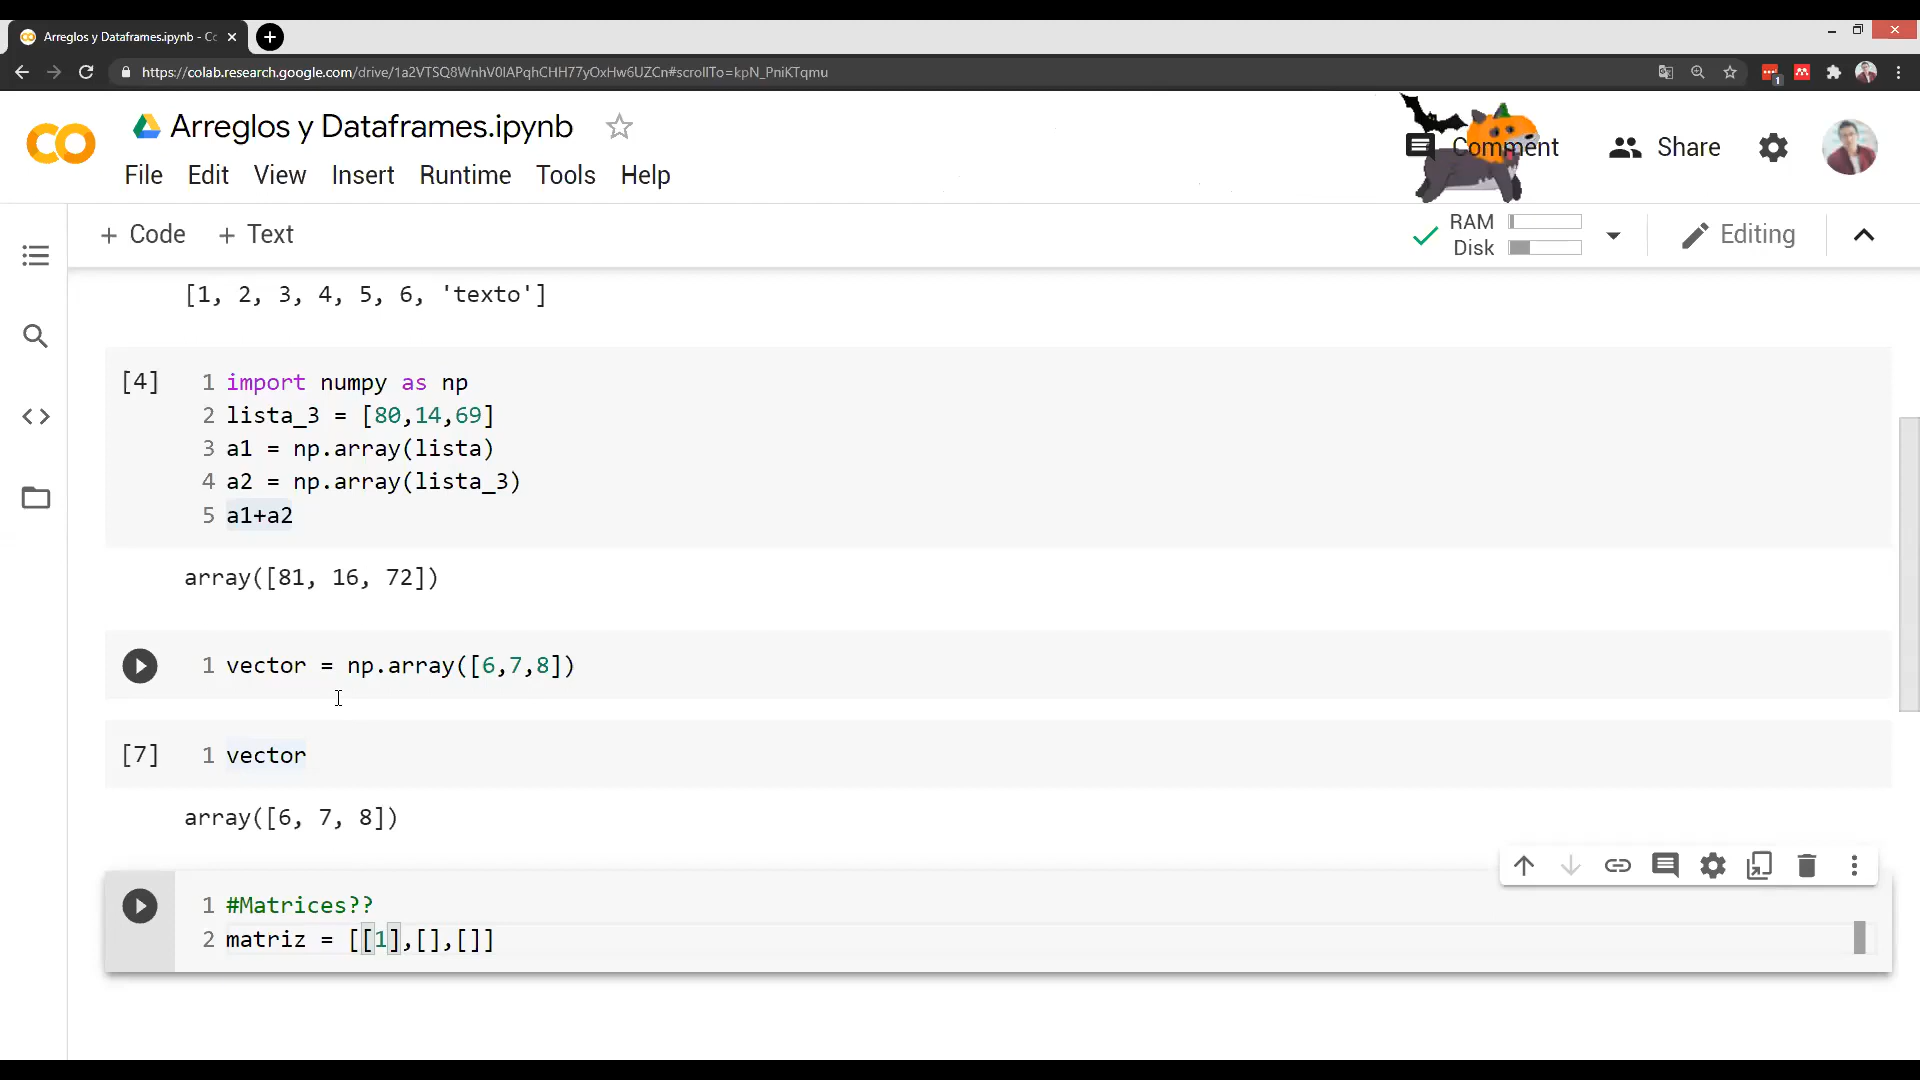 Arreglos y Dataframes.ipynb - Cc
https://colab.research.google.com/drive/1a2VTSQ8WnhV0IAPqhCHH77yOxHw6UZCn#scrollTo=kpN_PniKTqmu
1
CO
Arreglos y Dataframes.ipynb
Comment
Share
File Edit View Insert Runtime Tools Help
+ Code + Text
RAM
Disk
Editing
[1, 2, 3, 4, 5, 6, 'texto']
[4] 1 import numpy as np
2 lista_3 = [80,14,69]
3 a1 = np.array(lista)
4 a2 = np.array(lista_3)
5 a1+a2
array([81, 16, 72])
1 vector = np.array([6,7,8])
[7] 1 vector
array([6, 7, 8])
1 #Matrices??
2 matriz = [[1],[],[]]